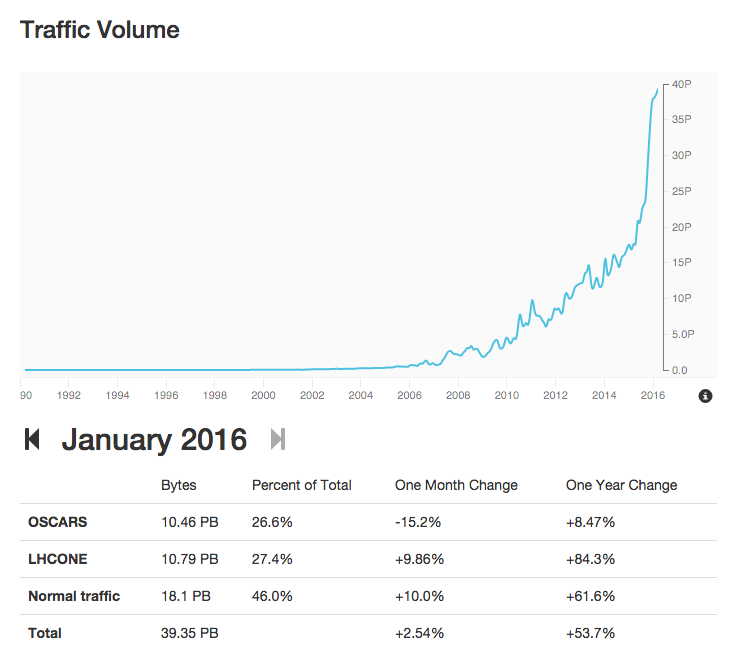 Traffic Volume
40P
35P
30P
25P
20P
15P
10P
5.0P
0.0
90 1992 1994 1996 1998 2000 2002 2004 2006 2008 2010 2012 2014 2016
January 2016
Bytes Percent of Total One Month Change One Year Change
OSCARS 10.46 PB 26.6% -15.2% +8.47%
LHCONE 10.79 PB 27.4% +9.86% +84.3%
Normal traffic 18.1 PB 46.0% +10.0% +61.6%
Total 39.35 PB +2.54% +53.7%